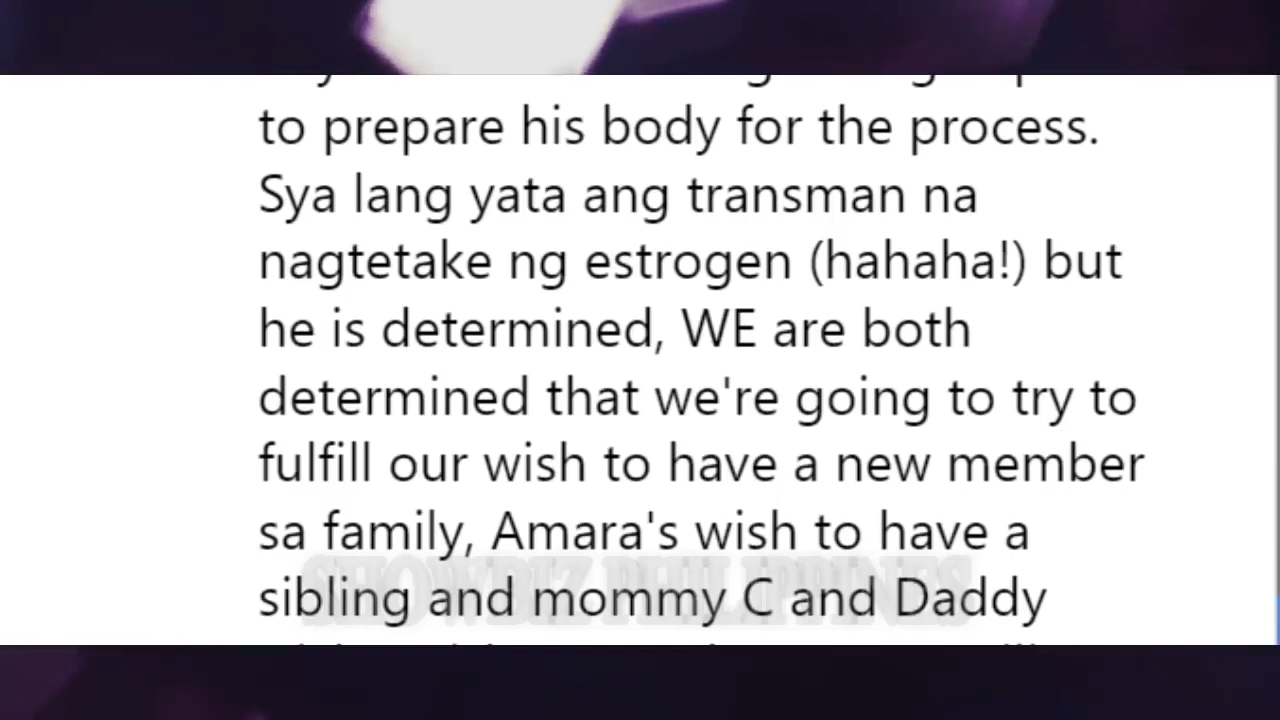 to prepare his body for the process.
Sya lang yata ang transman na
nagtetake ng estrogen (hahaha!) but
he is determined, WE are both
determined that we're going to try to
fulfill our wish to have a new member
sa family, Amara's wish to have a
SHOWBIZ PHILIPPINES
sibling and mommy C and Daddy